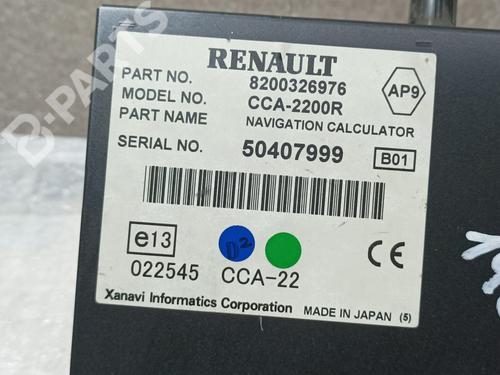 B-PARTS
RENAULT
PART NO. 8200326976
MODEL NO. CCA-2200R
PART NAME NAVIGATION CALCULATOR
AP9
SERIAL NO. 50407999 B01
e13 D2 CE
022545 CCA-22
Xanavi Informatics Corporation MADE IN JAPAN (5)